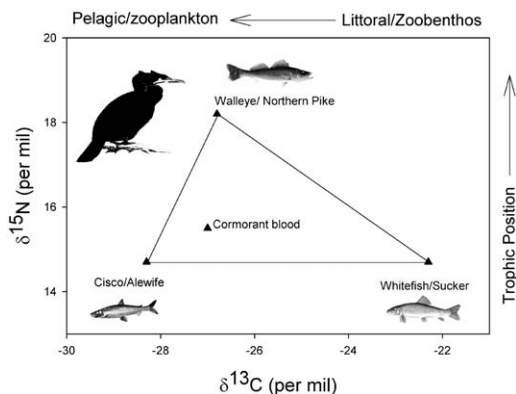 Pelagic/zooplankton Littoral/Zoobenthos
20
18
16
14
δ15N (per mil)
Walleye/ Northern Pike
Cormorant blood
Cisco/Alewife
Whitefish/Sucker
Trophic Position
-30 -28 -26 -24 -22
δ13C (per mil)